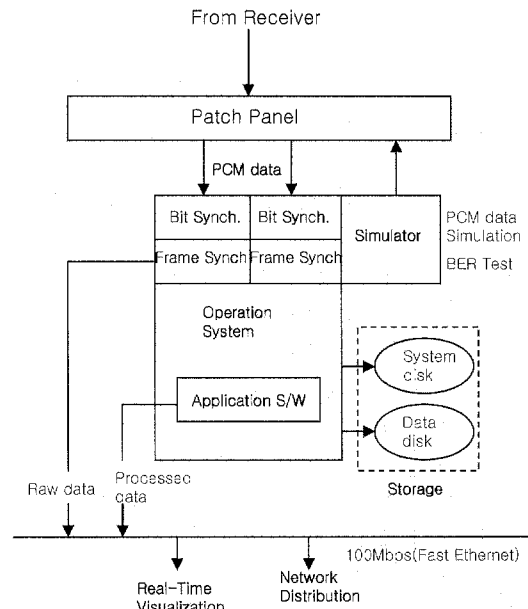 From Receiver
Patch Panel
PCM data
Bit Synch.
Bit Synch.
Simulator
PCM data
Simulation
BER Test
Frame Synch
Frame Synch
Operation
System
System
disk
Application S/W
Data
disk
Storage
Raw data
Processed
data
100Mbps(Fast Ethernet)
Real-Time
Visualization
Network
Distribution